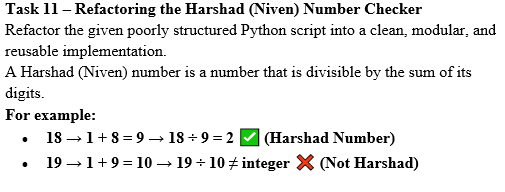 Task 11 – Refactoring the Harshad (Niven) Number Checker
Refactor the given poorly structured Python script into a clean, modular, and
reusable implementation.
A Harshad (Niven) number is a number that is divisible by the sum of its
digits.
For example:
• 18 → 1 + 8 = 9 → 18 ÷ 9 = 2 ✅ (Harshad Number)
• 19 → 1 + 9 = 10 → 19 ÷ 10 ≠ integer ❌ (Not Harshad)